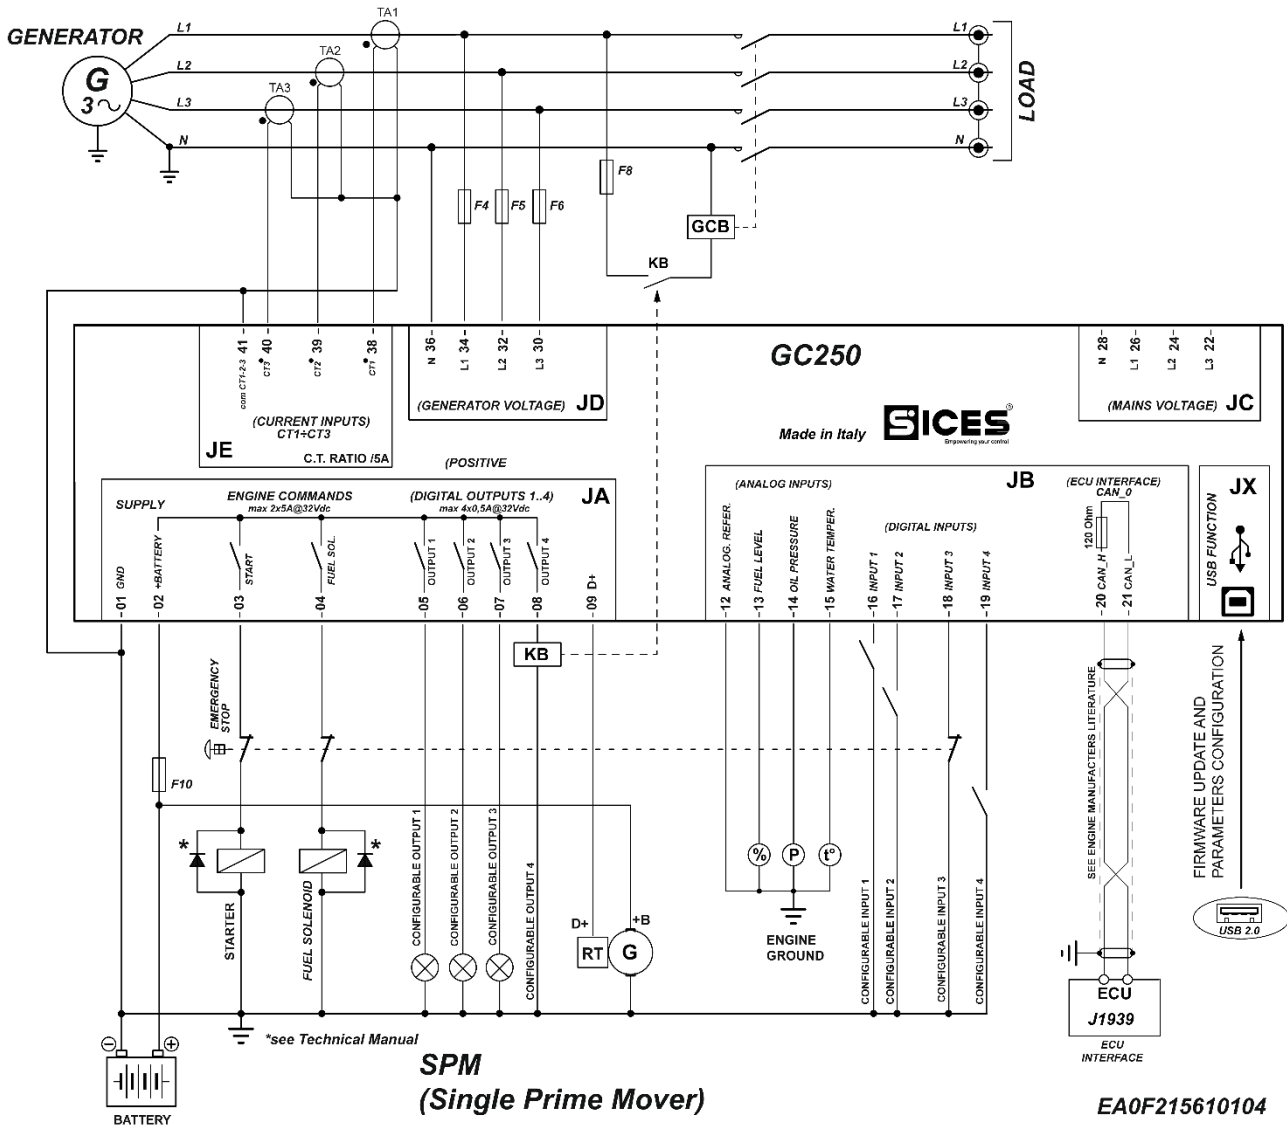 GENERATOR
G
3
L1
L2
L3
N
TA1
TA2
TA3
L1
L2
L3
N
LOAD
F4
F5
F6
F8
GCB
KB
com CT1-2-3 41
CT3 40
CT2 39
CT1 38
(CURRENT INPUTS)
CT1÷CT3
JE
C.T. RATIO /5A
N 36
L1 34
L2 32
L3 30
(GENERATOR VOLTAGE) JD
GC250
Made in Italy
SICES
Empowering your control
N 28
L1 26
L2 24
L3 22
(MAINS VOLTAGE) JC
(POSITIVE
SUPPLY
ENGINE COMMANDS
max 2x5A@32Vdc
(DIGITAL OUTPUTS 1..4)
max 4x0,5A@32Vdc
JA
START
FUEL SOL.
OUTPUT 1
OUTPUT 2
OUTPUT 3
OUTPUT 4
01 GND
02 +BATTERY
03
04
05
06
07
08
09 D+
JB
(ANALOG INPUTS)
(DIGITAL INPUTS)
(ECU INTERFACE)
CAN_0
120 Ohm
12 ANALOG. REFER.
13 FUEL LEVEL
14 OIL PRESSURE
15 WATER TEMPER.
16 INPUT 1
17 INPUT 2
18 INPUT 3
19 INPUT 4
20 CAN_H
21 CAN_L
JX
USB FUNCTION
KB
EMERGENCY
STOP
F10
*
*
STARTER
FUEL SOLENOID
CONFIGURABLE OUTPUT 1
CONFIGURABLE OUTPUT 2
CONFIGURABLE OUTPUT 3
CONFIGURABLE OUTPUT 4
D+
+B
RT
G
%
P
t°
ENGINE
GROUND
CONFIGURABLE INPUT 1
CONFIGURABLE INPUT 2
CONFIGURABLE INPUT 3
CONFIGURABLE INPUT 4
SEE ENGINE MANUFACTERS LITERATURE
FIRMWARE UPDATE AND
PARAMETERS CONFIGURATION
USB 2.0
ECU
J1939
ECU
INTERFACE
*see Technical Manual
BATTERY
SPM
(Single Prime Mover)
EA0F215610104